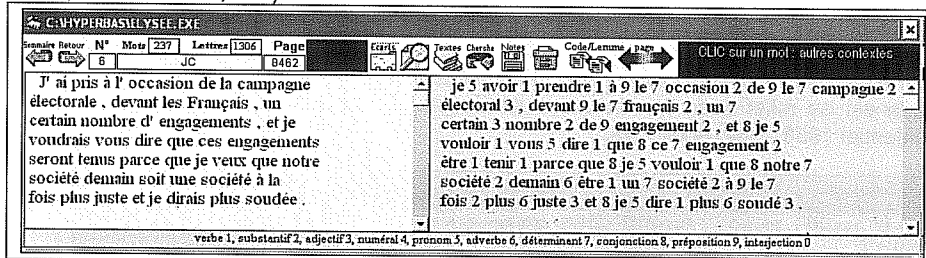 C:\HYPERBAS\ELYSEE.EXE
Sommaire Retour N° Mots 237 Lettres 1306 Page Ecarts Textes Cherche Notes Code/Lemme page CLIC sur un mot : autres contextes
6 JC 8462
J' ai pris à l' occasion de la campagne
électorale , devant les Français , un
certain nombre d' engagements , et je
voudrais vous dire que ces engagements
seront tenus parce que je veux que notre
société demain soit une société à la
fois plus juste et je dirais plus soudée .
je 5 avoir 1 prendre 1 à 9 le 7 occasion 2 de 9 le 7 campagne 2
électoral 3 , devant 9 le 7 français 2 , un 7
certain 3 nombre 2 de 9 engagement 2 , et 8 je 5
vouloir 1 vous 5 dire 1 que 8 ce 7 engagement 2
être 1 tenir 1 parce que 8 je 5 vouloir 1 que 8 notre 7
société 2 demain 6 être 1 un 7 société 2 à 9 le 7
fois 2 plus 6 juste 3 et 8 je 5 dire 1 plus 6 soudé 3 .
verbe 1, substantif 2, adjectif 3, numéral 4, pronom 5, adverbe 6, déterminant 7, conjonction 8, préposition 9, interjection 0